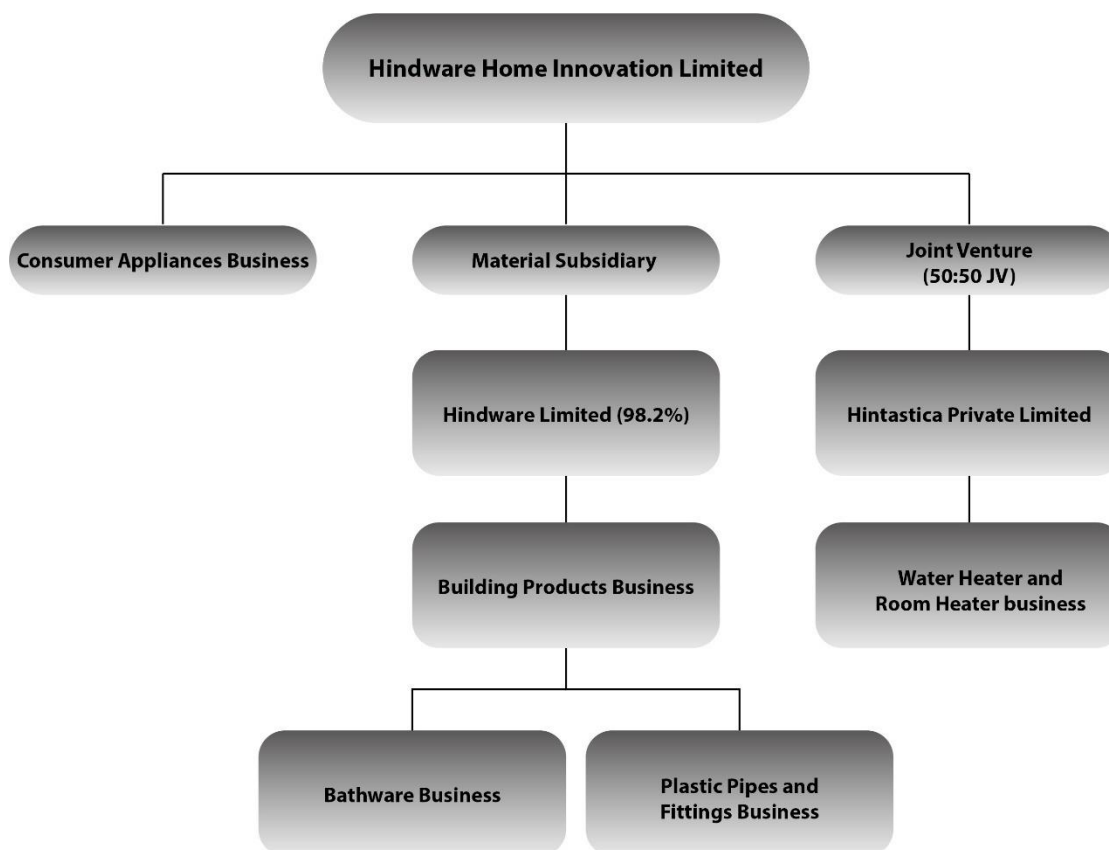 Hindware Home Innovation Limited
Consumer Appliances Business
Material Subsidiary
Joint Venture
(50:50 JV)
Hindware Limited (98.2%)
Hintastica Private Limited
Building Products Business
Water Heater and
Room Heater business
Bathware Business
Plastic Pipes and
Fittings Business